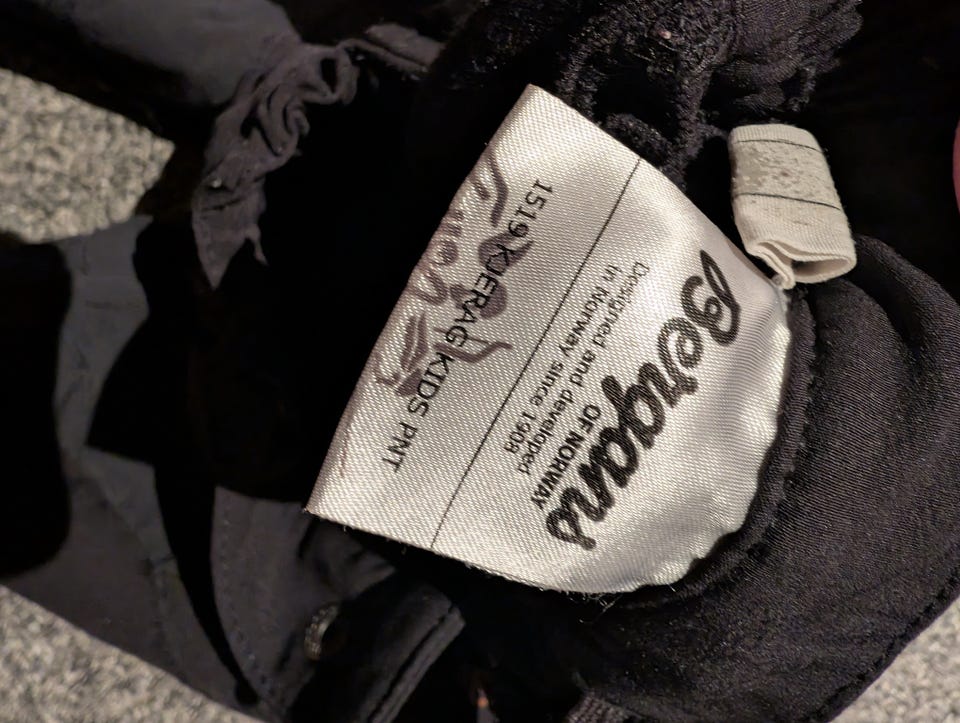 Bergans
OF NORWAY
Designed and developed
in Norway since 1908
1519 KJERAG KIDS PNT